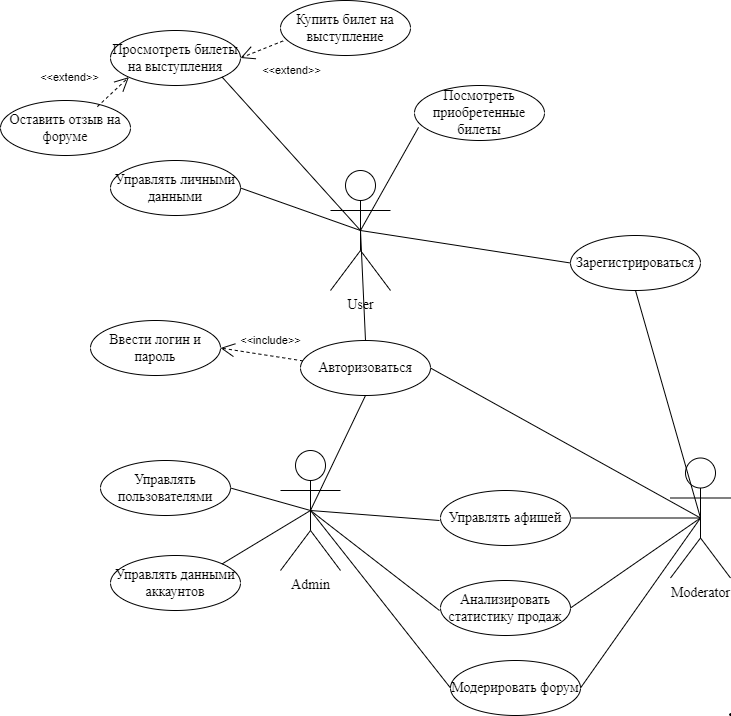 Купить билет на
выступление
Просмотреть билеты
на выступления
<<extend>>
<<extend>>
Оставить отзыв на
форуме
Посмотреть
приобретенные
билеты
Управлять личными
данными
Зарегистрироваться
User
Ввести логин и
пароль
<<include>>
Авторизоваться
Управлять
пользователями
Управлять афишей
Управлять данными
аккаунтов
Admin
Анализировать
статистику продаж
Moderator
Модерировать форум